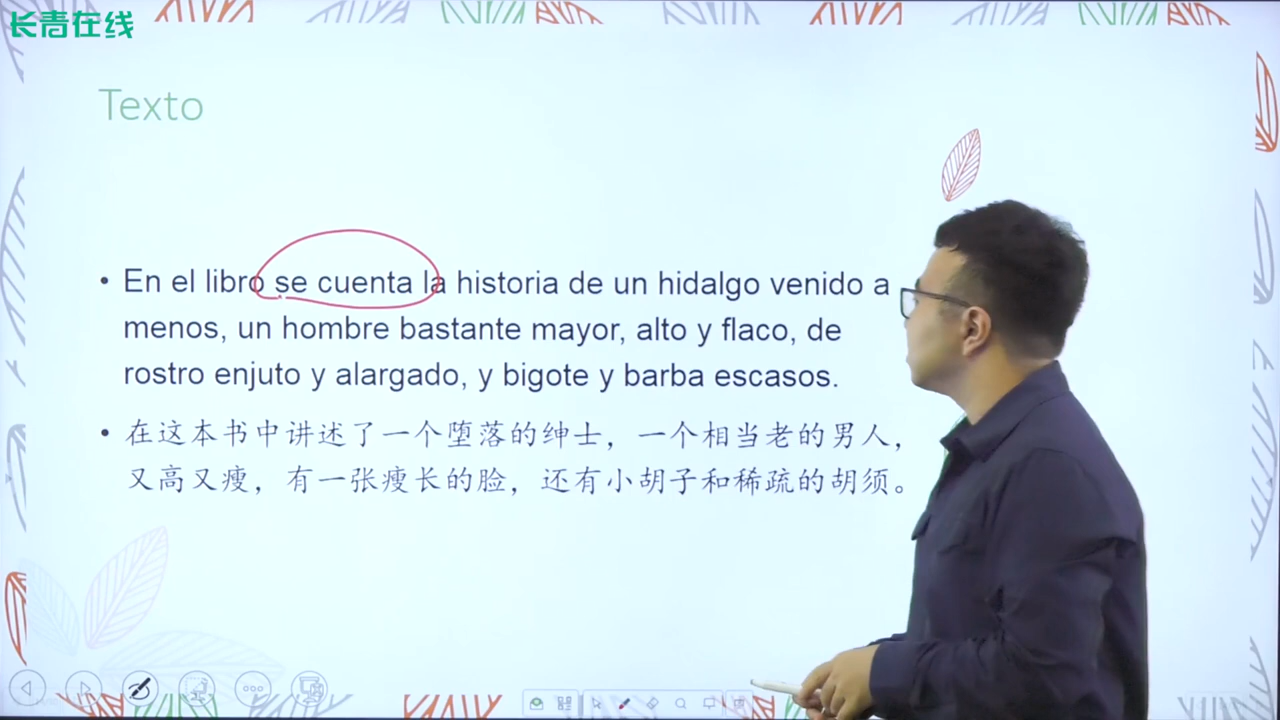 长青在线
Texto
• En el libro se cuenta la historia de un hidalgo venido a
menos, un hombre bastante mayor, alto y flaco, de
rostro enjuto y alargado, y bigote y barba escasos.
• 在这本书中讲述了一个堕落的绅士，一个相当老的男人，
又高又瘦，有一张瘦长的脸，还有小胡子和稀疏的胡须。